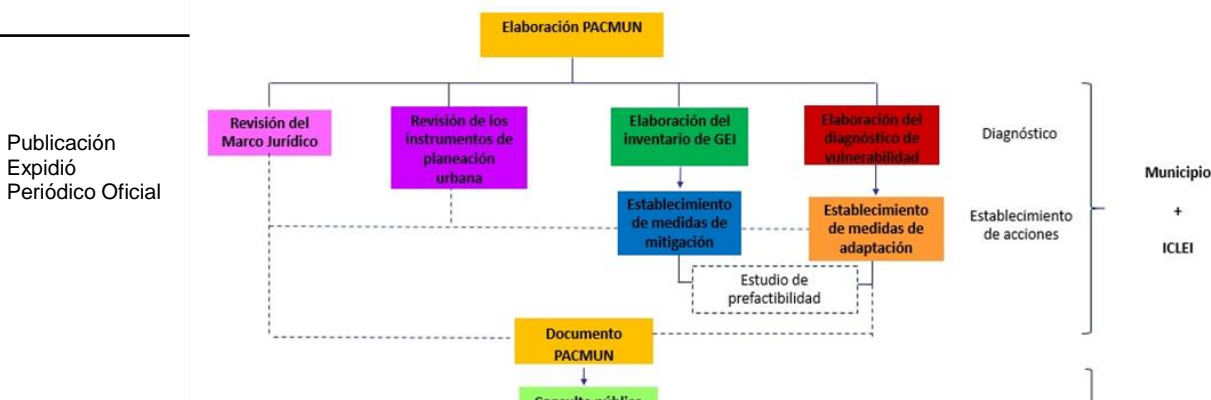 Publicación
Expidió
Periódico Oficial
Elaboración PACMUN
Revisión del
Marco Jurídico
Revisión de los
instrumentos de
planeación
urbana
Elaboración del
inventario de GEI
Elaboración del
diagnóstico de
vulnerabilidad
Diagnóstico
Establecimiento
de medidas de
mitigación
Establecimiento
de medidas de
adaptación
Establecimiento
de acciones
Municipio
+
ICLEI
Estudio de
prefactibilidad
Documento
PACMUN
Consulta pública